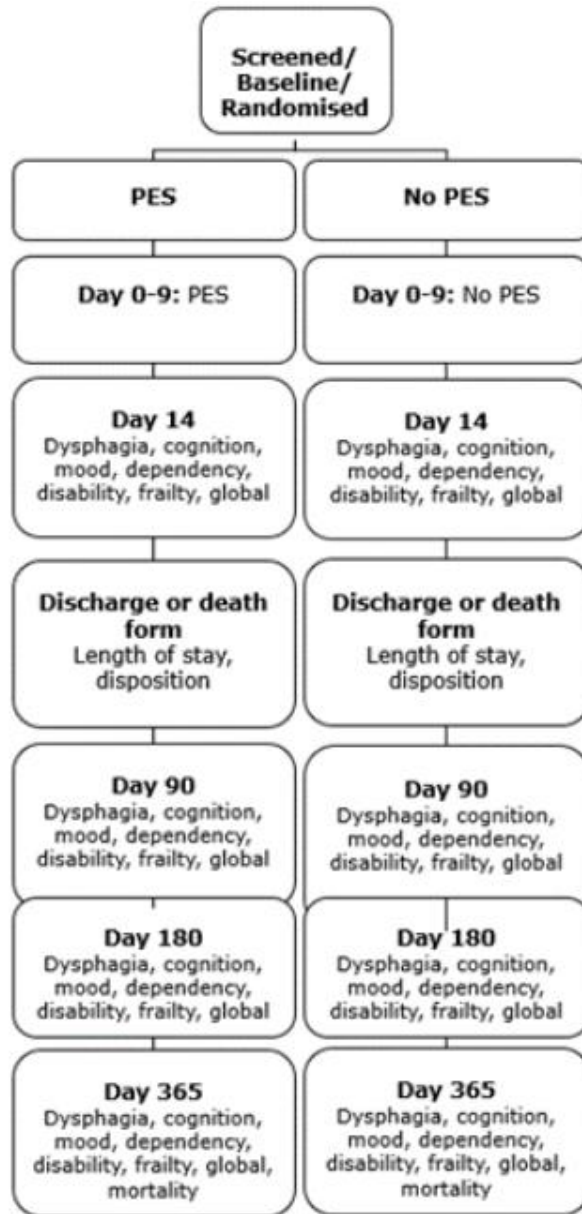 Screened/
Baseline/
Randomised
PES
No PES
Day 0-9: PES
Day 0-9: No PES
Day 14
Dysphagia, cognition,
mood, dependency,
disability, frailty, global
Day 14
Dysphagia, cognition,
mood, dependency,
disability, frailty, global
Discharge or death
form
Length of stay,
disposition
Discharge or death
form
Length of stay,
disposition
Day 90
Dysphagia, cognition,
mood, dependency,
disability, frailty, global
Day 90
Dysphagia, cognition,
mood, dependency,
disability, frailty, global
Day 180
Dysphagia, cognition,
mood, dependency,
disability, frailty, global
Day 180
Dysphagia, cognition,
mood, dependency,
disability, frailty, global
Day 365
Dysphagia, cognition,
mood, dependency,
disability, frailty, global,
mortality
Day 365
Dysphagia, cognition,
mood, dependency,
disability, frailty, global,
mortality